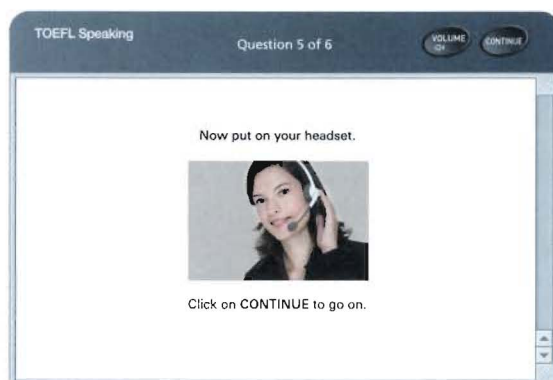 TOEFL Speaking
Question 5 of 6
VOLUME
CONTINUE
Now put on your headset.
Click on CONTINUE to go on.